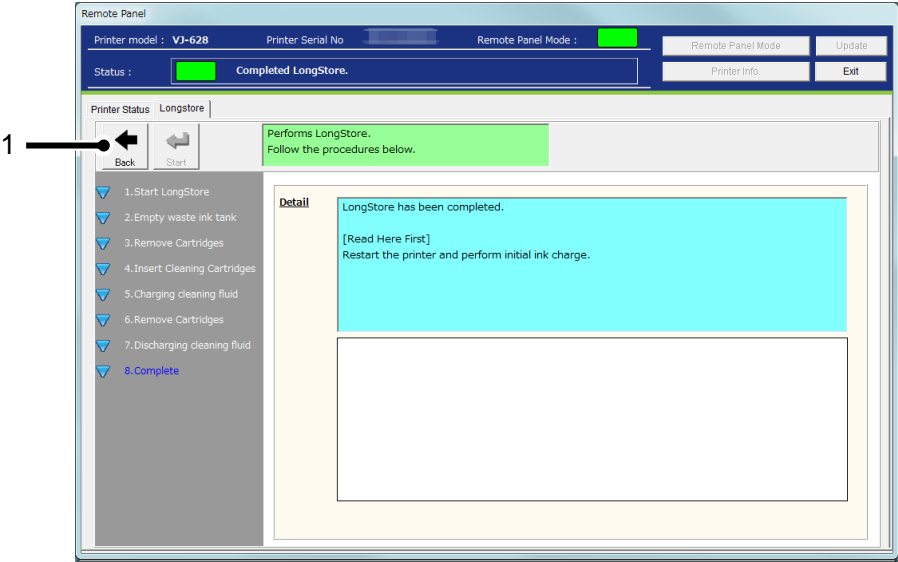 Remote Panel
Printer model : VJ-628 Printer Serial No Remote Panel Mode :
Remote Panel Mode Update
Status : Completed LongStore.
Printer Info. Exit
Printer Status Longstore
1
Back Start
Performs LongStore.
Follow the procedures below.
1.Start LongStore
2.Empty waste ink tank
3.Remove Cartridges
4.Insert Cleaning Cartridges
5.Charging cleaning fluid
6.Remove Cartridges
7.Discharging cleaning fluid
8.Complete
Detail
LongStore has been completed.
[Read Here First]
Restart the printer and perform initial ink charge.